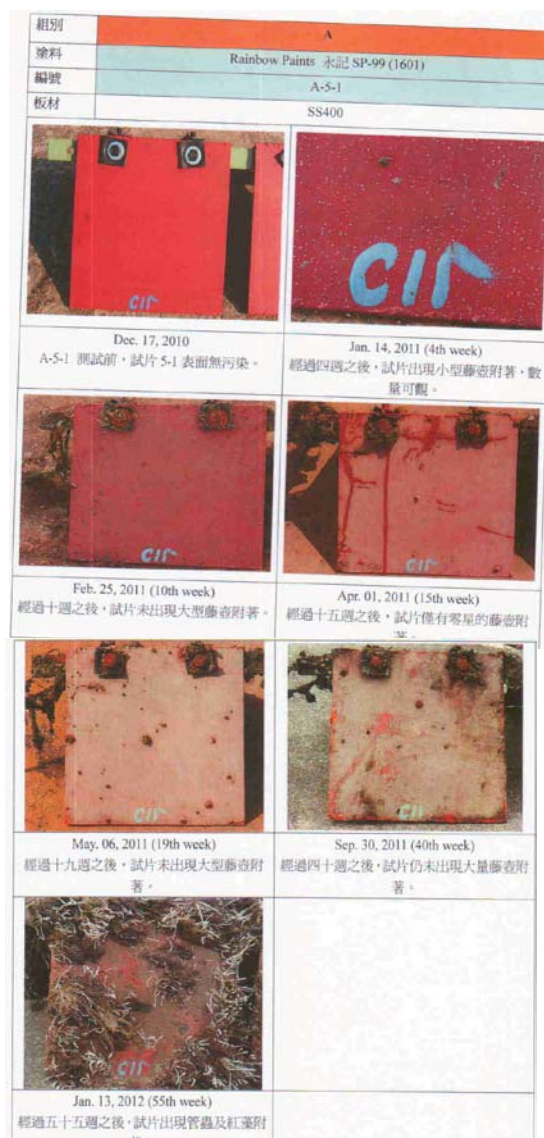 組別 A
塗料 Rainbow Paints 永記 SP-99 (1601)
編號 A-5-1
板材 SS400
C15
C15
Dec. 17, 2010
A-5-1 測試前，試片 5-1 表面無污染。
Jan. 14, 2011 (4th week)
經過四週之後，試片出現小型藤壺附著，數
量可觀。
Feb. 25, 2011 (10th week)
經過十週之後，試片未出現大型藤壺附著。
Apr. 01, 2011 (15th week)
經過十五週之後，試片僅有零星的藤壺附
著。
May. 06, 2011 (19th week)
經過十九週之後，試片未出現大型藤壺附
著。
Sep. 30, 2011 (40th week)
經過四十週之後，試片仍未出現大量藤壺附
著。
Jan. 13, 2012 (55th week)
經過五十五週之後，試片出現管蟲及紅藻附